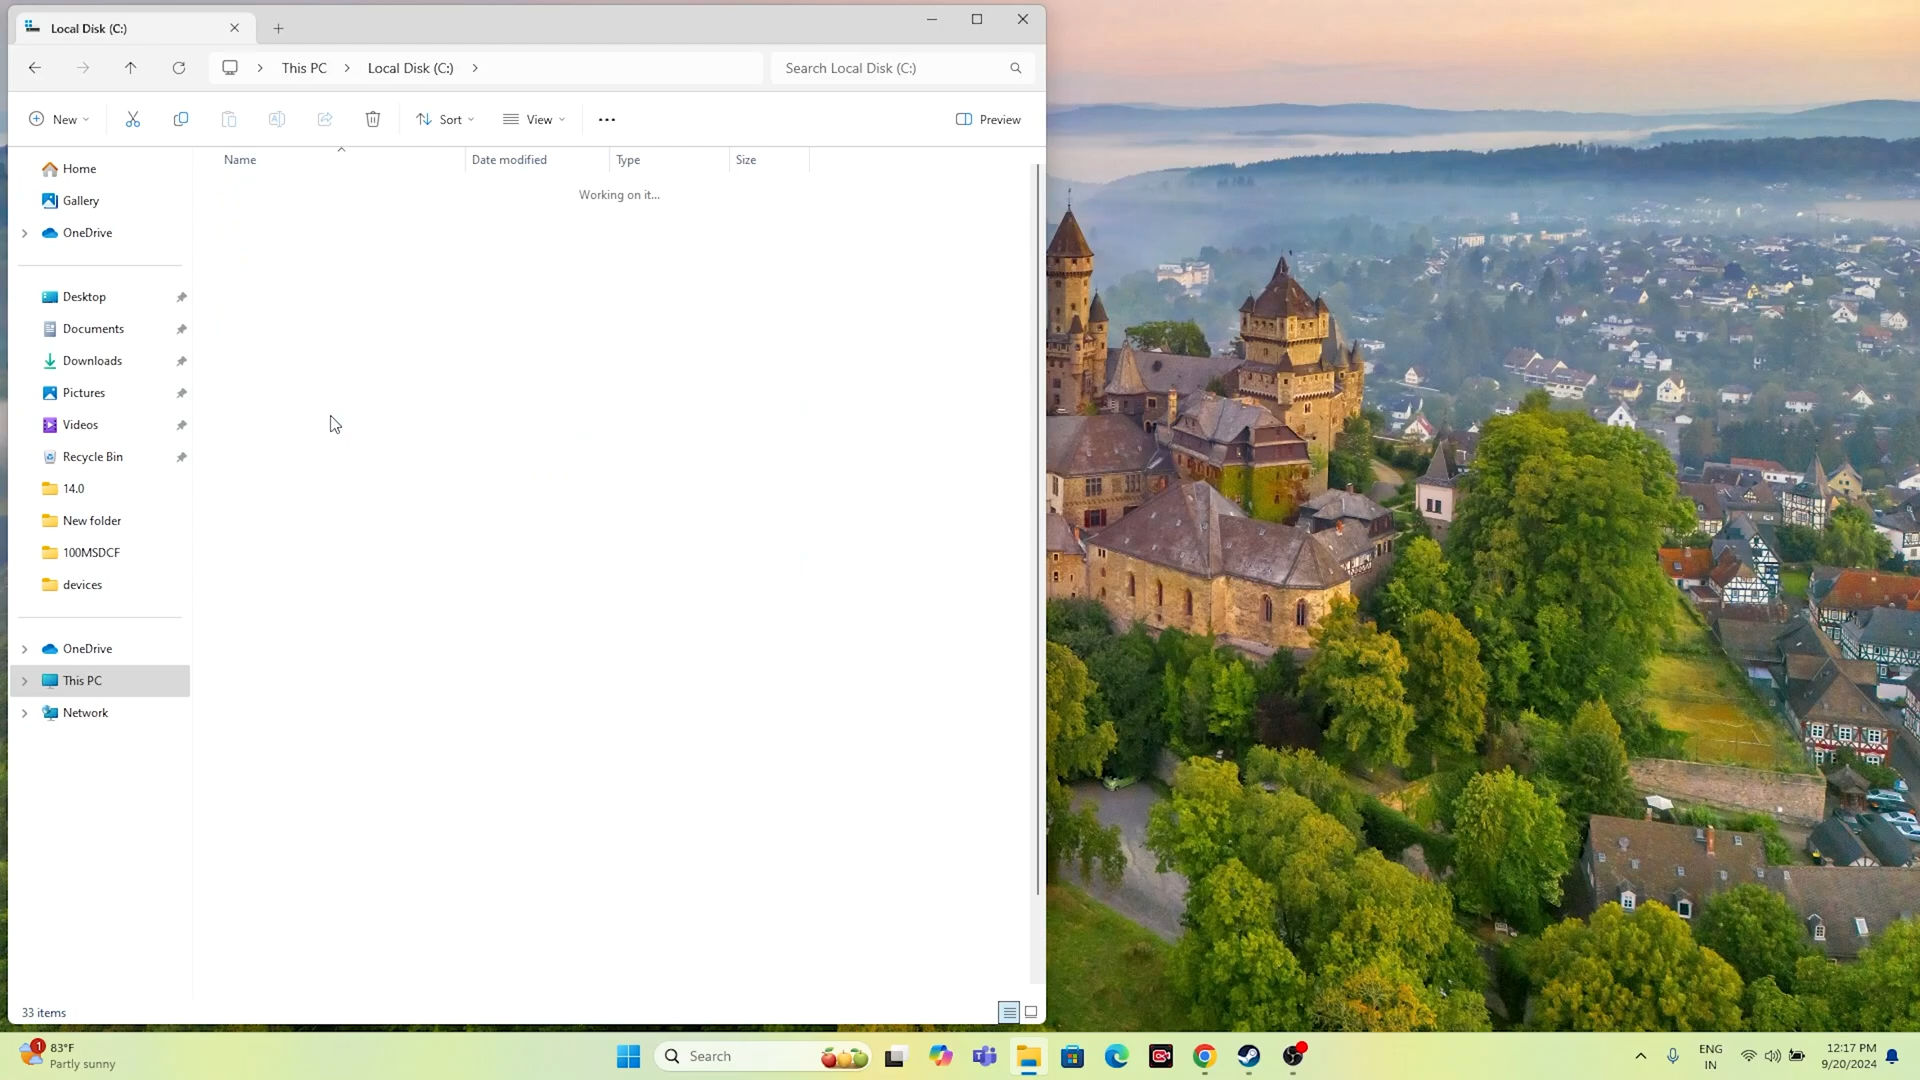 Local Disk (C:)
This PC
Local Disk (C:)
Search Local Disk (C:)
New
Sort
View
Preview
Name
Date modified
Type
Size
Working on it...
Home
Gallery
OneDrive
Desktop
Documents
Downloads
Pictures
Videos
Recycle Bin
14.0
New folder
100MSDCF
devices
OneDrive
This PC
Network
33 items
1
83°F
Partly sunny
Search
ENG
IN
12:17 PM
9/20/2024